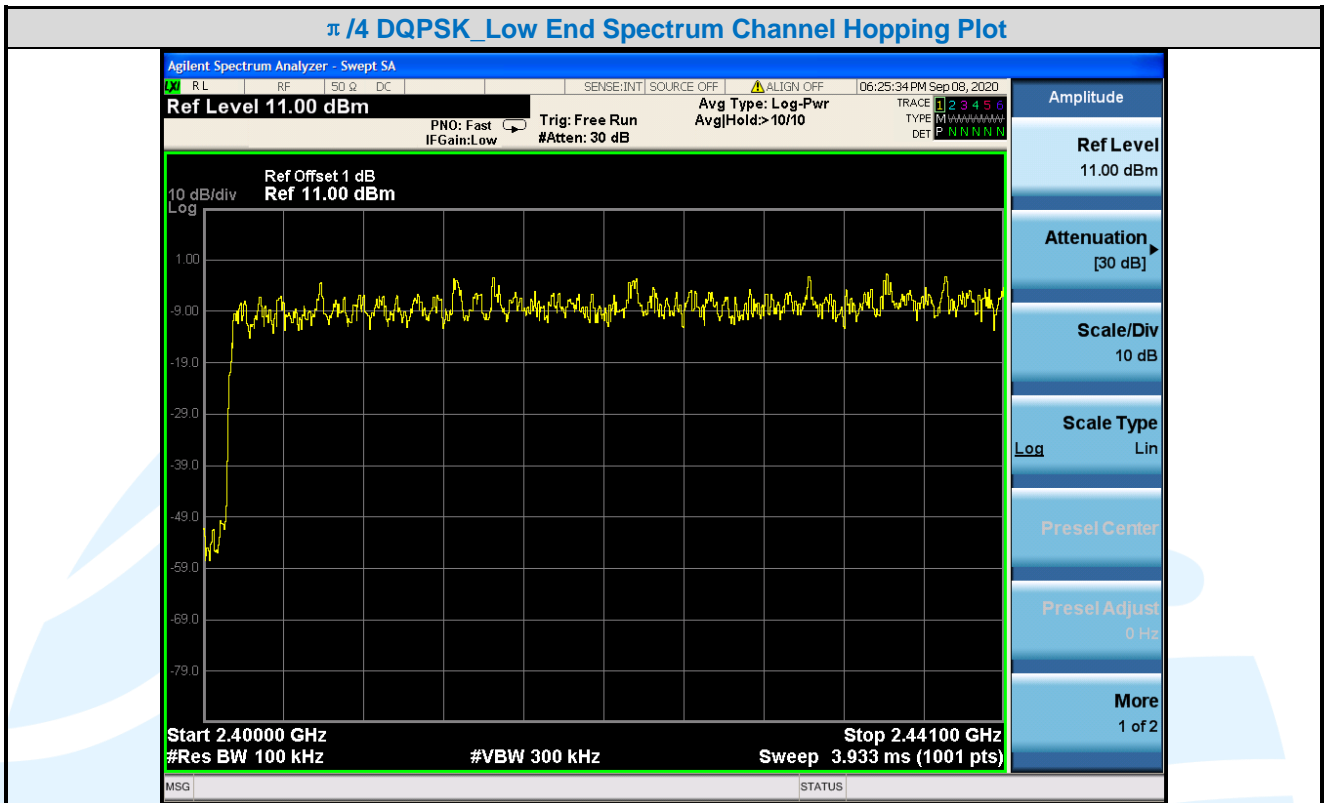 π/4 DQPSK_Low End Spectrum Channel Hopping Plot
Agilent Spectrum Analyzer - Swept SA
LXI RL RF 50 Ω DC SENSE:INT SOURCE OFF ALIGN OFF 06:25:34 PM Sep 08, 2020
Ref Level 11.00 dBm
PNO: Fast
IFGain:Low
Trig: Free Run
#Atten: 30 dB
Avg Type: Log-Pwr
Avg|Hold:>10/10
TRACE 1 2 3 4 5 6
TYPE M
DET P N N N N N
10 dB/div
Log
Ref Offset 1 dB
Ref 11.00 dBm
1.00
-9.00
-19.0
-29.0
-39.0
-49.0
-59.0
-69.0
-79.0
Start 2.40000 GHz
Stop 2.44100 GHz
#Res BW 100 kHz
#VBW 300 kHz
Sweep 3.933 ms (1001 pts)
MSG
STATUS
Amplitude
Ref Level
11.00 dBm
Attenuation
[30 dB]
Scale/Div
10 dB
Scale Type
Log Lin
Presel Center
Presel Adjust
0 Hz
More
1 of 2